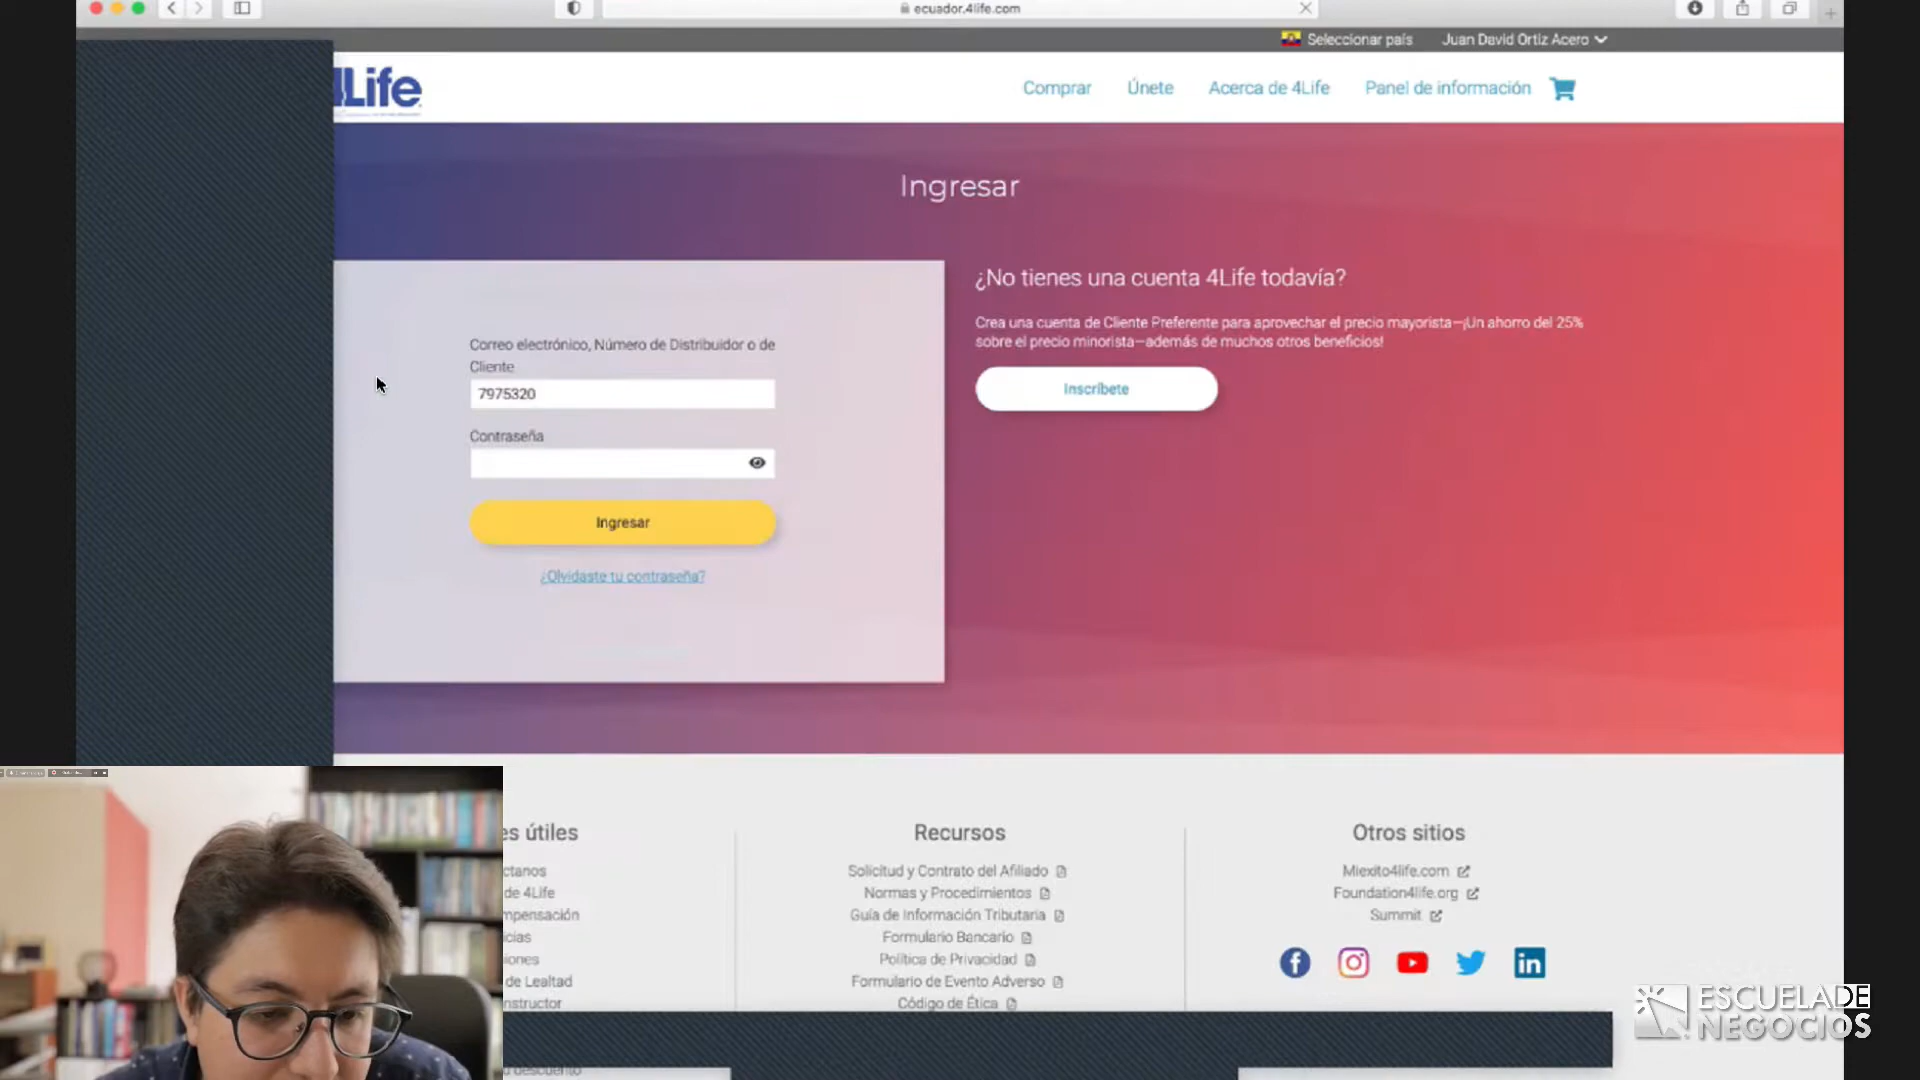 ecuador.4life.com
Seleccionar país
Juan David Ortiz Acero
4Life
Comprar
Únete
Acerca de 4Life
Panel de información
Ingresar
Correo electrónico, Número de Distribuidor o de
Cliente
7975320
Contraseña
Ingresar
¿Olvidaste tu contraseña?
¿No tienes una cuenta 4Life todavía?
Crea una cuenta de Cliente Preferente para aprovechar el precio mayorista—¡Un ahorro del 25%
sobre el precio minorista—además de muchos otros beneficios!
Inscríbete
es útiles
ctanos
de 4Life
mpensación
icias
iones
de Lealtad
nstructor
Recursos
Solicitud y Contrato del Afiliado
Normas y Procedimientos
Guía de Información Tributaria
Formulario Bancario
Política de Privacidad
Formulario de Evento Adverso
Código de Ética
Otros sitios
Miexito4life.com
Foundation4life.org
Summit
ESCUELA DE
NEGOCIOS